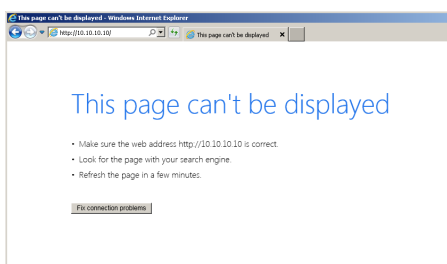 This page can't be displayed - Windows Internet Explorer
http://10.10.10.10/
This page can't be displayed
This page can't be displayed
• Make sure the web address http://10.10.10.10 is correct.
• Look for the page with your search engine.
• Refresh the page in a few minutes.
Fix connection problems